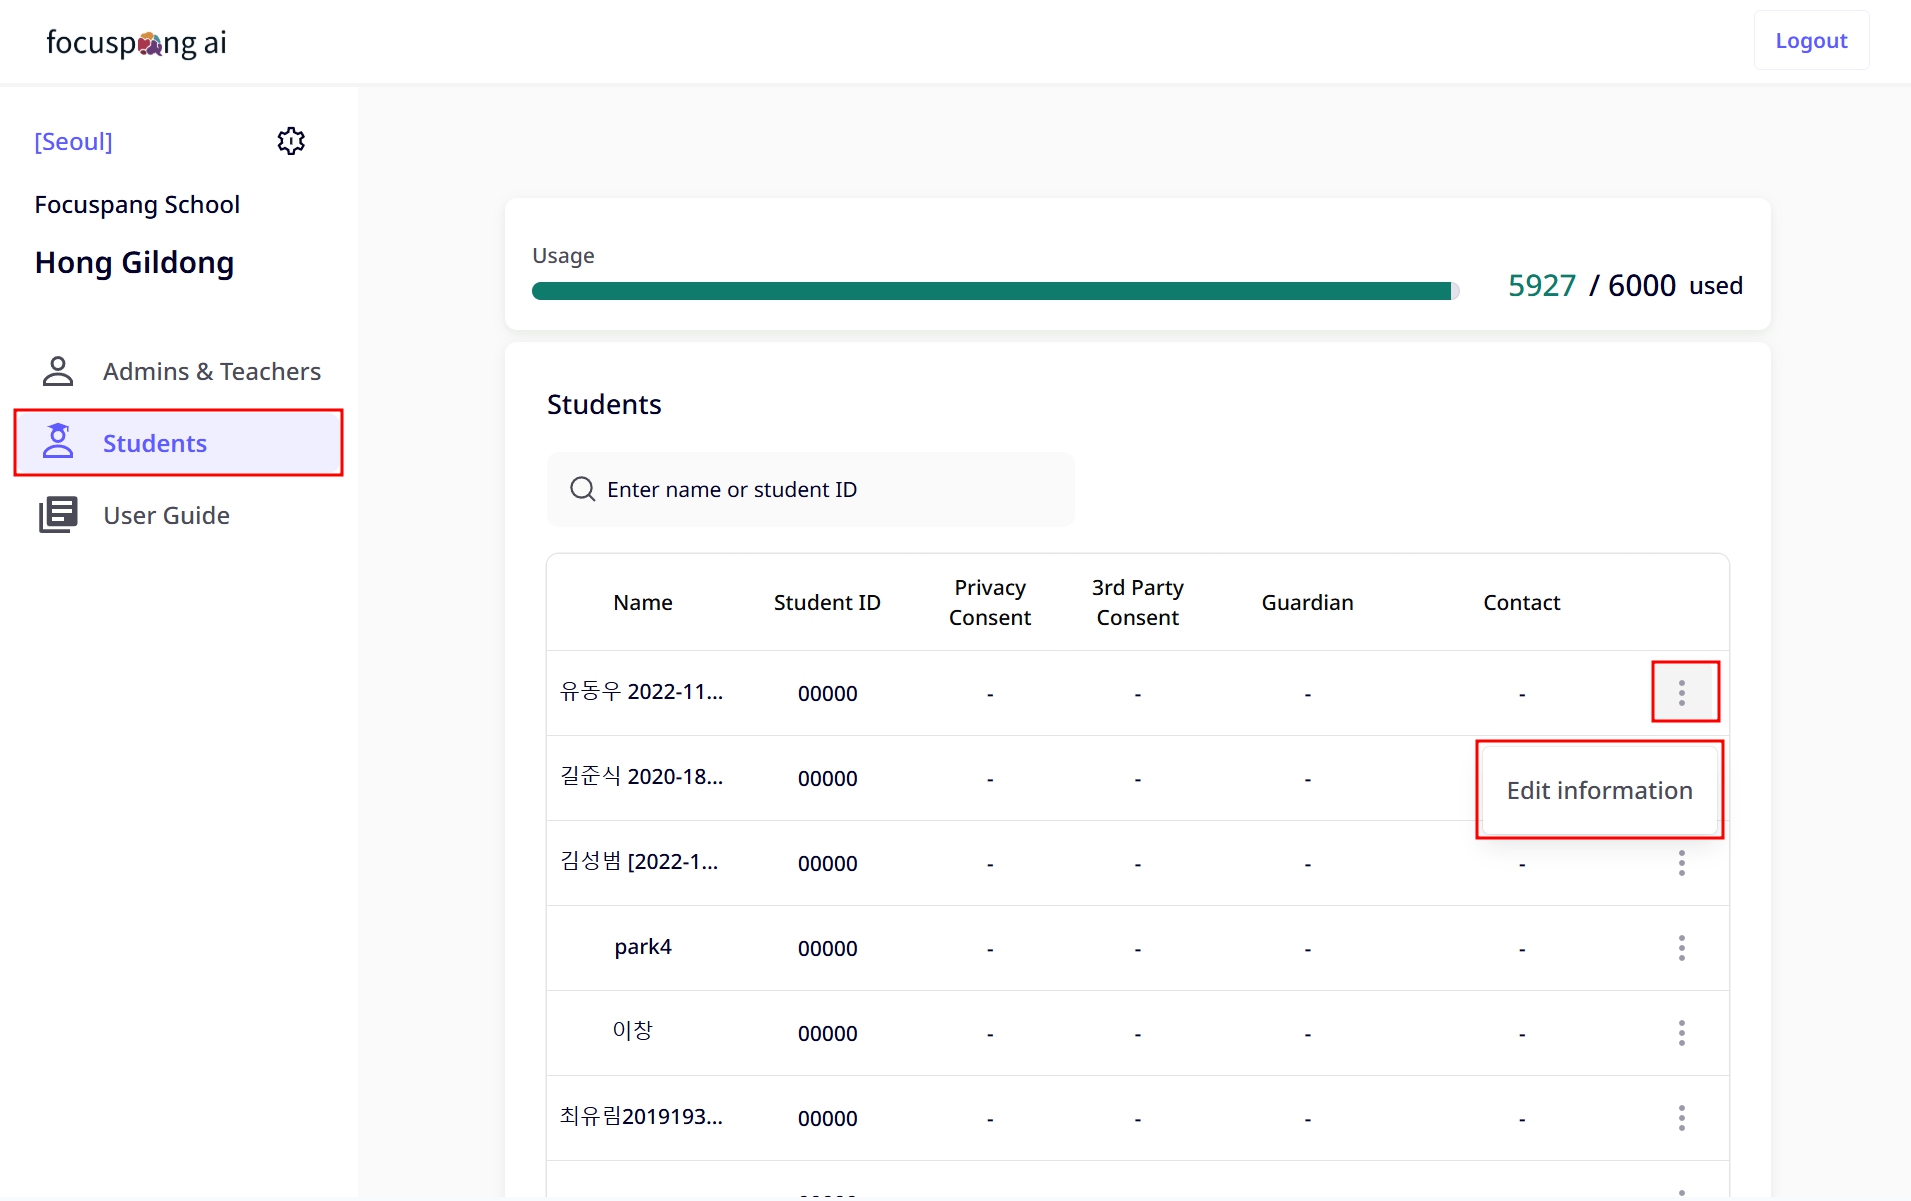 focuspang ai
Logout
[Seoul]
Focuspang School
Hong Gildong
Admins & Teachers
Students
User Guide
Usage
5927 / 6000 used
Students
Enter name or student ID
Name Student ID Privacy Consent 3rd Party Consent Guardian Contact
유동우 2022-11... 00000 - - - -
길준식 2020-18... 00000 - - -
Edit information
김성범 [2022-1... 00000 - - - -
park4 00000 - - - -
이창 00000 - - - -
최유림2019193... 00000 - - - -